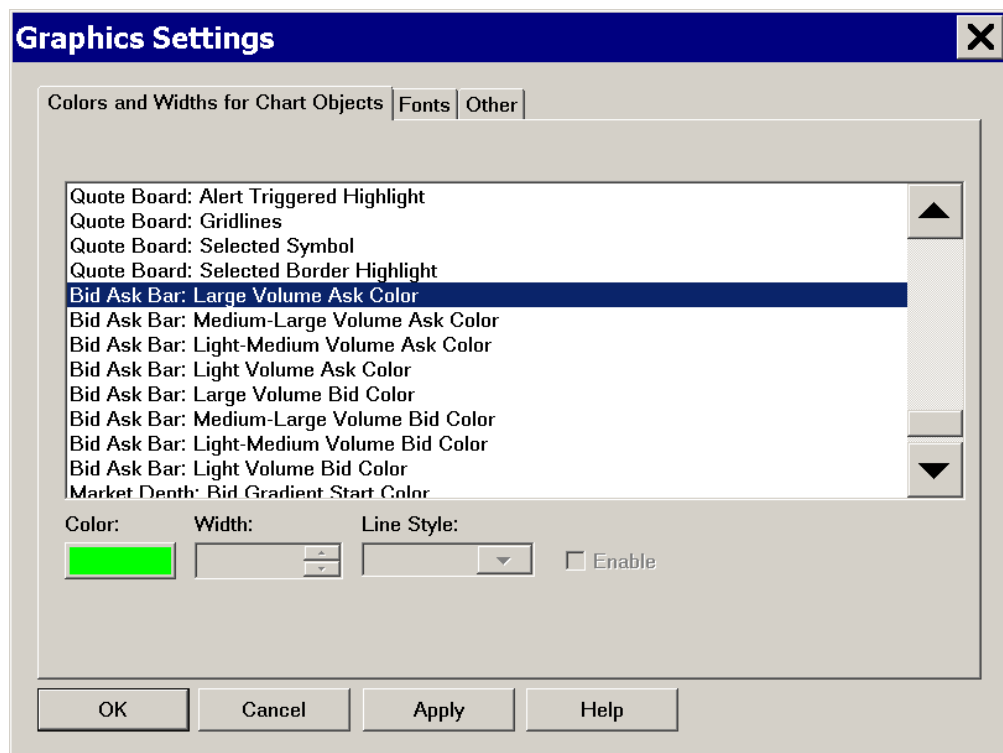 Graphics Settings
Colors and Widths for Chart Objects Fonts Other
Quote Board: Alert Triggered Highlight
Quote Board: Gridlines
Quote Board: Selected Symbol
Quote Board: Selected Border Highlight
Bid Ask Bar: Large Volume Ask Color
Bid Ask Bar: Medium-Large Volume Ask Color
Bid Ask Bar: Light-Medium Volume Ask Color
Bid Ask Bar: Light Volume Ask Color
Bid Ask Bar: Large Volume Bid Color
Bid Ask Bar: Medium-Large Volume Bid Color
Bid Ask Bar: Light-Medium Volume Bid Color
Bid Ask Bar: Light Volume Bid Color
Market Depth: Bid Gradient Start Color
Color: Width: Line Style:
Enable
OK Cancel Apply Help